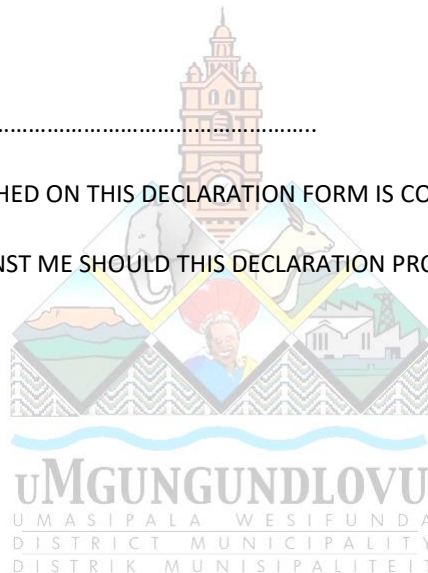 ………………………………………………..
HED ON THIS DECLARATION FORM IS CO
NST ME SHOULD THIS DECLARATION PRO
UMGUNGUNDLOVU
UMASIPALA WESIFUNDA
DISTRICT MUNICIPALITY
DISTRIK MUNISIPALITEIT